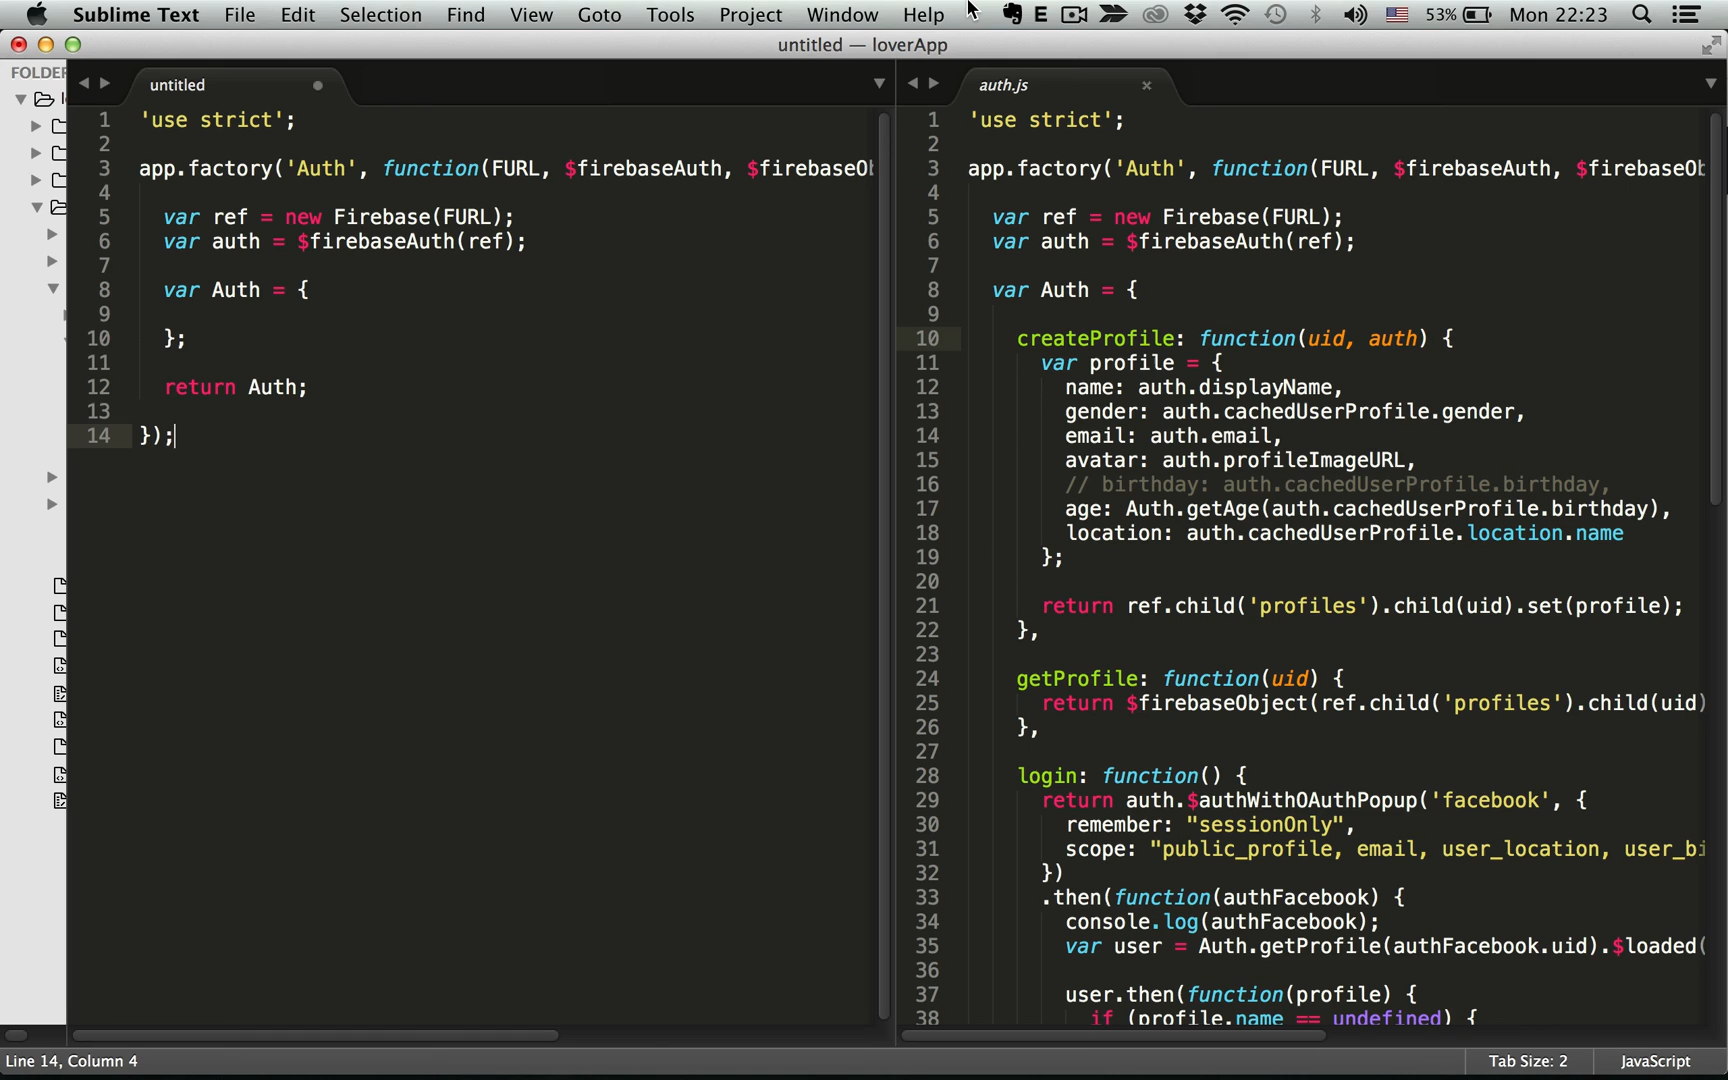 Sublime Text File Edit Selection Find View Goto Tools Project Window Help E 53% Mon 22:23
untitled — loverApp
FOLDER
untitled
1 'use strict';
2
3 app.factory('Auth', function(FURL, $firebaseAuth, $firebaseOb
4
5 var ref = new Firebase(FURL);
6 var auth = $firebaseAuth(ref);
7
8 var Auth = {
9
10 };
11
12 return Auth;
13
14 });
auth.js
1 'use strict';
2
3 app.factory('Auth', function(FURL, $firebaseAuth, $firebaseOb
4
5 var ref = new Firebase(FURL);
6 var auth = $firebaseAuth(ref);
7
8 var Auth = {
9
10 createProfile: function(uid, auth) {
11 var profile = {
12 name: auth.displayName,
13 gender: auth.cachedUserProfile.gender,
14 email: auth.email,
15 avatar: auth.profileImageURL,
16 // birthday: auth.cachedUserProfile.birthday,
17 age: Auth.getAge(auth.cachedUserProfile.birthday),
18 location: auth.cachedUserProfile.location.name
19 };
20
21 return ref.child('profiles').child(uid).set(profile);
22 },
23
24 getProfile: function(uid) {
25 return $firebaseObject(ref.child('profiles').child(uid)
26 },
27
28 login: function() {
29 return auth.$authWithOAuthPopup('facebook', {
30 remember: "sessionOnly",
31 scope: "public_profile, email, user_location, user_bi
32 })
33 .then(function(authFacebook) {
34 console.log(authFacebook);
35 var user = Auth.getProfile(authFacebook.uid).$loaded(
36
37 user.then(function(profile) {
38 if (profile.name == undefined) {
Line 14, Column 4
Tab Size: 2
JavaScript